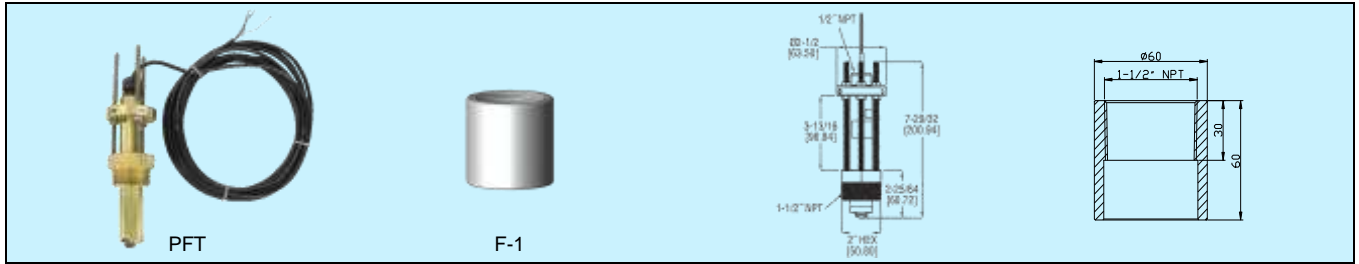 PFT
F-1
1/2" NPT
Ø2-1/2
[63.50]
3-13/16
[96.84]
7-29/32
[200.94]
2-25/64
[60.72]
1-1/2" NPT
2" HEX
[50.80]
ø60
1-1/2" NPT
30
60